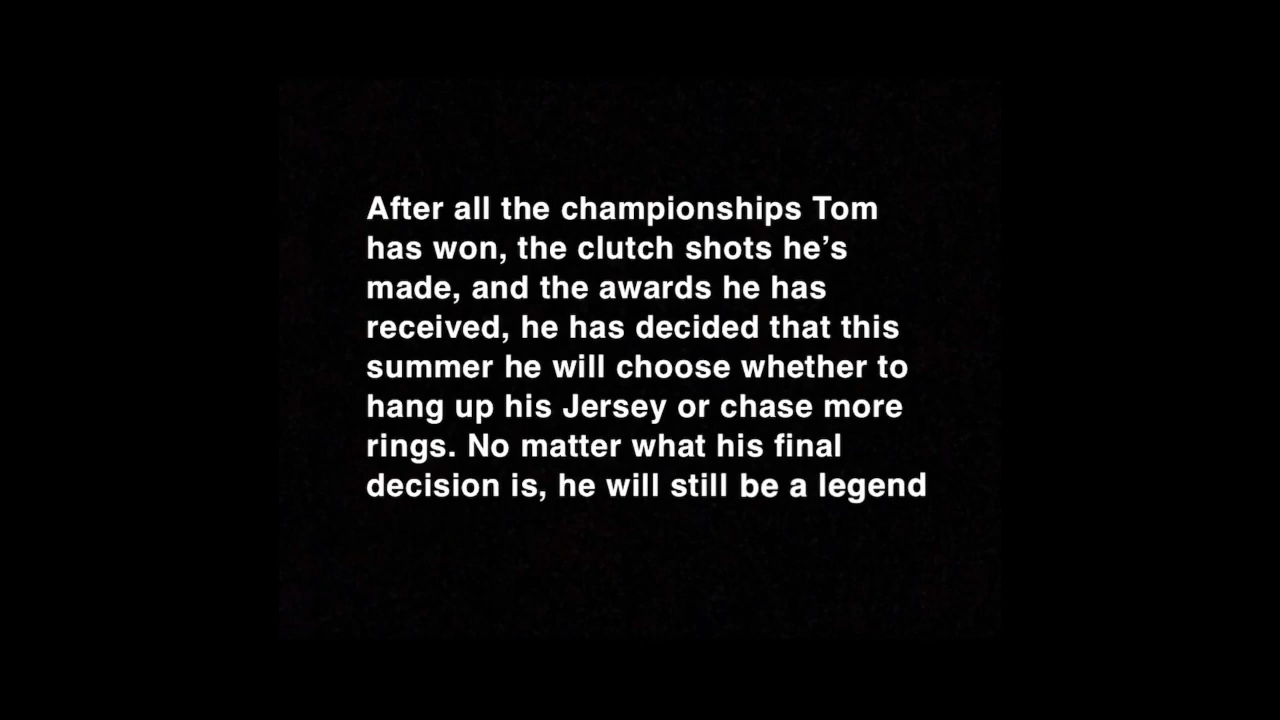 After all the championships Tom
has won, the clutch shots he’s
made, and the awards he has
received, he has decided that this
summer he will choose whether to
hang up his Jersey or chase more
rings. No matter what his final
decision is, he will still be a legend